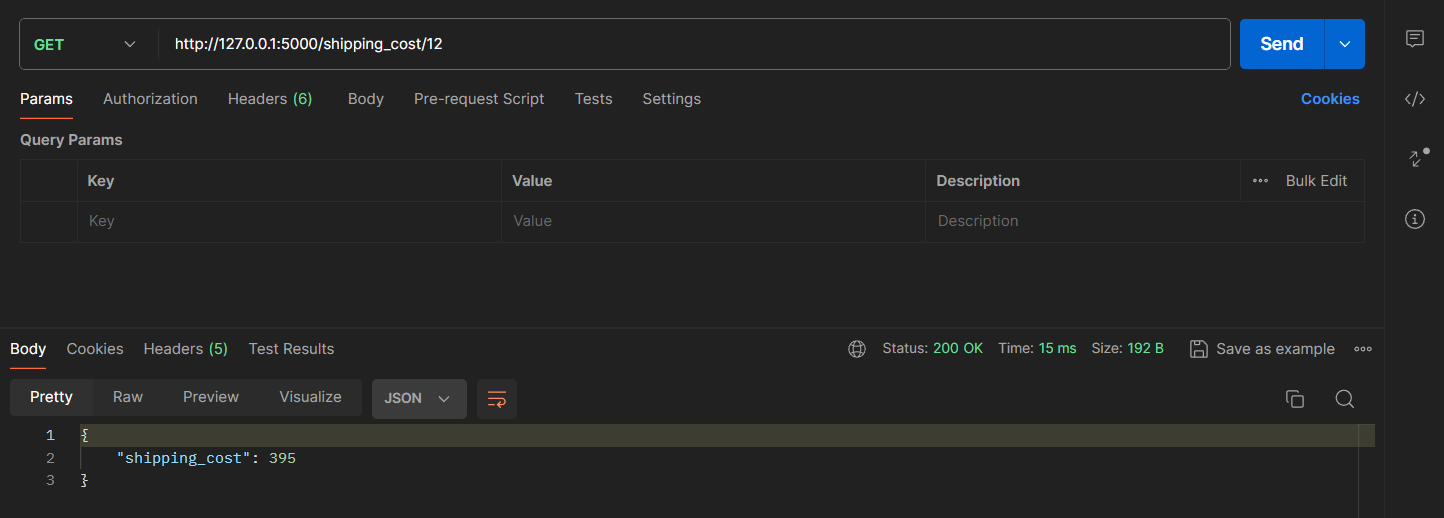 GET http://127.0.0.1:5000/shipping_cost/12 Send
Params Authorization Headers (6) Body Pre-request Script Tests Settings Cookies
Query Params
Key Value Description Bulk Edit
Key Value Description
Body Cookies Headers (5) Test Results Status: 200 OK Time: 15 ms Size: 192 B Save as example
Pretty Raw Preview Visualize JSON
1 {
2 "shipping_cost": 395
3 }